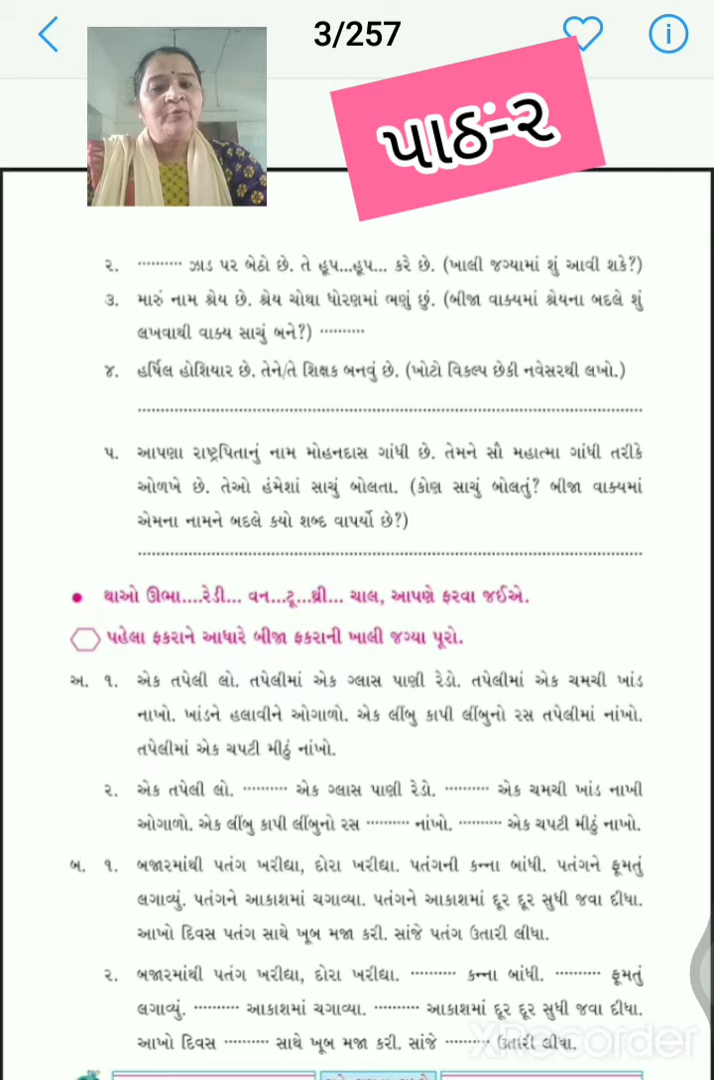 3/257
પાઠ-૨
૨. ·········· ઝાડ પર બેઠો છે. તે હૂપ...હૂપ... કરે છે. (ખાલી જગ્યામાં શું આવી શકે?)
૩. મારું નામ શ્રેય છે. શ્રેય ચોથા ધોરણમાં ભણું છું. (બીજા વાક્યમાં શ્રેયના બદલે શું
લખવાથી વાક્ય સાચું બને?) ··········
૪. હર્ષિલ હોશિયાર છે. તેને/તે શિક્ષક બનવું છે. (ખોટો વિકલ્પ છેકી નવેસરથી લખો.)
૫. આપણા રાષ્ટ્રપિતાનું નામ મોહનદાસ ગાંધી છે. તેમને સૌ મહાત્મા ગાંધી તરીકે
ઓળખે છે. તેઓ હંમેશાં સાચું બોલતા. (કોણ સાચું બોલતું? બીજા વાક્યમાં
એમના નામને બદલે કયો શબ્દ વાપર્યો છે?)
• થાઓ ઊભા....રેડી... વન...ટૂ...થ્રી... ચાલ, આપણે ફરવા જઈએ.
પહેલા ફકરાને આધારે બીજા ફકરાની ખાલી જગ્યા પૂરો.
અ. ૧. એક તપેલી લો. તપેલીમાં એક ગ્લાસ પાણી રેડો. તપેલીમાં એક ચમચી ખાંડ
નાખો. ખાંડને હલાવીને ઓગાળો. એક લીંબુ કાપી લીંબુનો રસ તપેલીમાં નાંખો.
તપેલીમાં એક ચપટી મીઠું નાંખો.
૨. એક તપેલી લો. ·········· એક ગ્લાસ પાણી રેડો. ·········· એક ચમચી ખાંડ નાખી
ઓગાળો. એક લીંબુ કાપી લીંબુનો રસ ·········· નાંખો. ·········· એક ચપટી મીઠું નાખો.
બ. ૧. બજારમાંથી પતંગ ખરીદ્યા, દોરા ખરીદ્યા. પતંગની કન્ના બાંધી. પતંગને ફૂમતું
લગાવ્યું. પતંગને આકાશમાં ચગાવ્યા. પતંગને આકાશમાં દૂર દૂર સુધી જવા દીધા.
આખો દિવસ પતંગ સાથે ખૂબ મજા કરી. સાંજે પતંગ ઉતારી લીધા.
૨. બજારમાંથી પતંગ ખરીદ્યા, દોરા ખરીદ્યા. ·········· કન્ના બાંધી. ·········· ફૂમતું
લગાવ્યું. ·········· આકાશમાં ચગાવ્યા. ·········· આકાશમાં દૂર દૂર સુધી જવા દીધા.
આખો દિવસ ·········· સાથે ખૂબ મજા કરી. સાંજે ·········· ઉતારી લીધા.
XRecorder